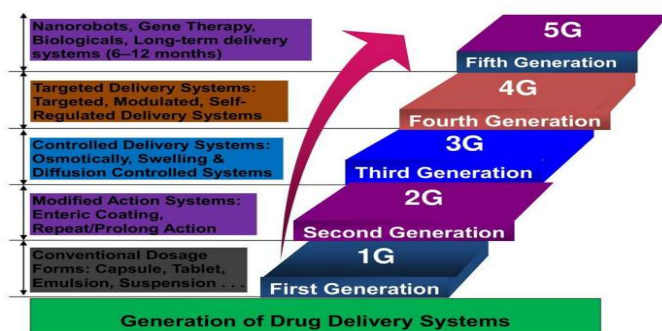 Nanorobots, Gene Therapy,
Biologicals, Long-term delivery
systems (6–12 months)
5G
Fifth Generation
Targeted Delivery Systems:
Targeted, Modulated, Self-
Regulated Delivery Systems
4G
Fourth Generation
Controlled Delivery Systems:
Osmotically, Swelling &
Diffusion Controlled Systems
3G
Third Generation
Modified Action Systems:
Enteric Coating,
Repeat/Prolong Action
2G
Second Generation
Conventional Dosage
Forms: Capsule, Tablet,
Emulsion, Suspension . . .
1G
First Generation
Generation of Drug Delivery Systems